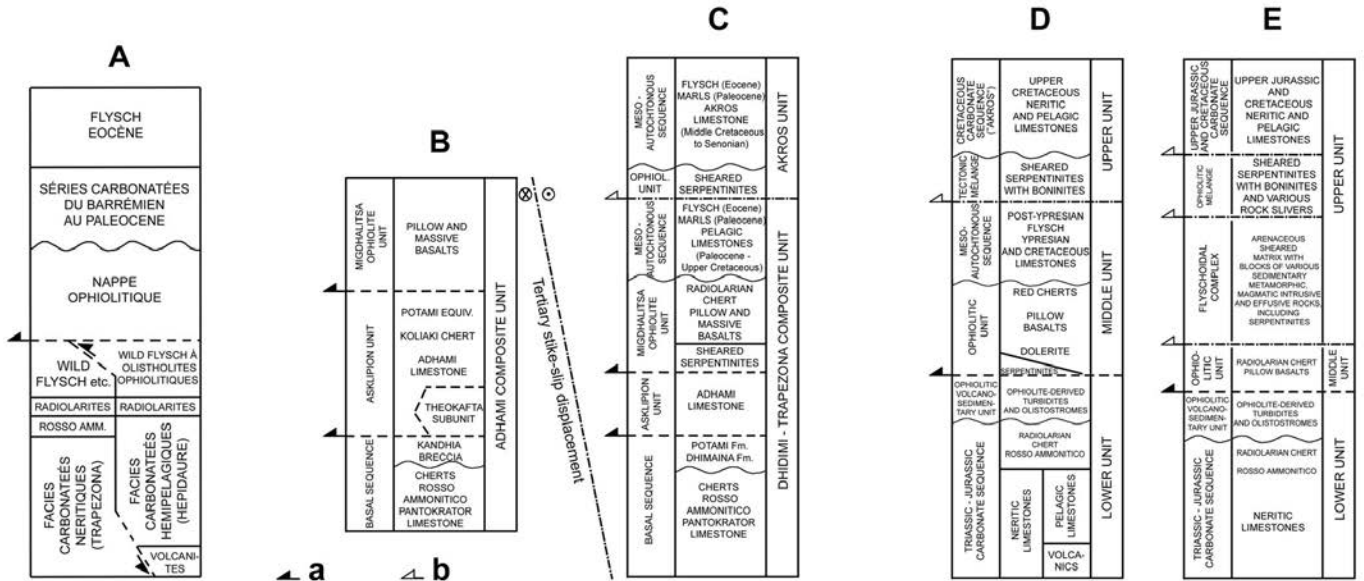 A
FLYSCH
EOCÈNE
SÉRIES CARBONATÉES
DU BARRÉMIEN
AU PALEOCENE
NAPPE
OPHIOLITIQUE
WILD
FLYSCH etc.
WILD FLYSCH À
OLISTHOLITES
OPHIOLITIQUES
RADIOLARITES
RADIOLARITES
ROSSO AMM.
FACIES
CARBONATEÉS
NERITIQUES
(TRAPEZONA)
FACIES
CARBONATEÉS
HEMIPELAGIQUES
(HEPIDAURE)
VOLCANI-
TES
B
MIGDHALITSA
OPHIOLITE
UNIT
PILLOW AND
MASSIVE
BASALTS
ASKLIPION UNIT
POTAMI EQUIV.
KOLIAKI CHERT
ADHAMI
LIMESTONE
THEOKAFTA
SUBUNIT
BASAL SEQUENCE
KANDHIA
BRECCIA
CHERTS
ROSSO
AMMONITICO
PANTOKRATOR
LIMESTONE
ADHAMI COMPOSITE UNIT
Tertiary stike-slip displacement
a
b
C
MESO -
AUTOCHTONOUS
SEQUENCE
FLYSCH (Eocene)
MARLS (Paleocene)
AKROS
LIMESTONE
(Middle Cretaceous
to Senonian)
OPHIOL.
UNIT
SHEARED
SERPENTINITES
AKROS UNIT
MESO -
AUTOCHTONOUS
SEQUENCE
FLYSCH (Eocene)
MARLS (Paleocene)
PELAGIC
LIMESTONES
(Paleocene -
Upper Cretaceous)
MIGDHALITSA
OPHIOLITE
UNIT
RADIOLARIAN
CHERT
PILLOW AND
MASSIVE
BASALTS
SHEARED
SERPENTINITES
ASKLIPION
UNIT
ADHAMI
LIMESTONE
BASAL SEQUENCE
POTAMI Fm.
DHIMAINA Fm.
CHERTS
ROSSO
AMMONITICO
PANTOKRATOR
LIMESTONE
DHIDIMI - TRAPEZONA COMPOSITE UNIT
D
CRETACEOUS
CARBONATE
SEQUENCE
("AKROS")
UPPER
CRETACEOUS
NERITIC
AND PELAGIC
LIMESTONES
TECTONIC
MÉLANGE
SHEARED
SERPENTINITES
WITH BONINITES
UPPER UNIT
MESO-
AUTOCHTONOUS
SEQUENCE
POST-YPRESIAN
FLYSCH
YPRESIAN
AND CRETACEOUS
LIMESTONES
OPHIOLITIC
UNIT
RED CHERTS
PILLOW
BASALTS
DOLERITE
SERPENTINITES
MIDDLE UNIT
OPHIOLITIC
VOLCANO-
SEDIMEN-
TARY UNIT
OPHIOLITE-DERIVED
TURBIDITES
AND OLISTOSTROMES
TRIASSIC - JURASSIC
CARBONATE SEQUENCE
RADIOLARIAN
CHERT
ROSSO AMMONITICO
NERITIC
LIMESTONES
PELAGIC
LIMESTONES
VOLCA-
NICS
LOWER UNIT
E
UPPER JURASSIC
AND CRETACEOUS
CARBONATE
SEQUENCE
UPPER JURASSIC
AND
CRETACEOUS
NERITIC AND
PELAGIC
LIMESTONES
OPHIOLITIC
MÉLANGE
SHEARED
SERPENTINITES
WITH BONINITES
AND VARIOUS
ROCK SLIVERS
FLYSCHOIDAL
COMPLEX
ARENACEOUS
SHEARED
MATRIX WITH
BLOCKS OF VARIOUS
SEDIMENTARY
METAMORPHIC,
MAGMATIC INTRUSIVE
AND EFFUSIVE ROCKS,
INCLUDING
SERPENTINITES
UPPER UNIT
OPHIO-
LITIC
UNIT
RADIOLARIAN CHERT
PILLOW BASALTS
MIDDLE
UNIT
OPHIOLITIC
VOLCANO-
SEDIMEN-
TARY UNIT
OPHIOLITE-DERIVED
TURBIDITES
AND OLISTOSTROMES
TRIASSIC - JURASSIC
CARBONATE SEQUENCE
RADIOLARIAN CHERT
ROSSO AMMONITICO
NERITIC
LIMESTONES
LOWER UNIT